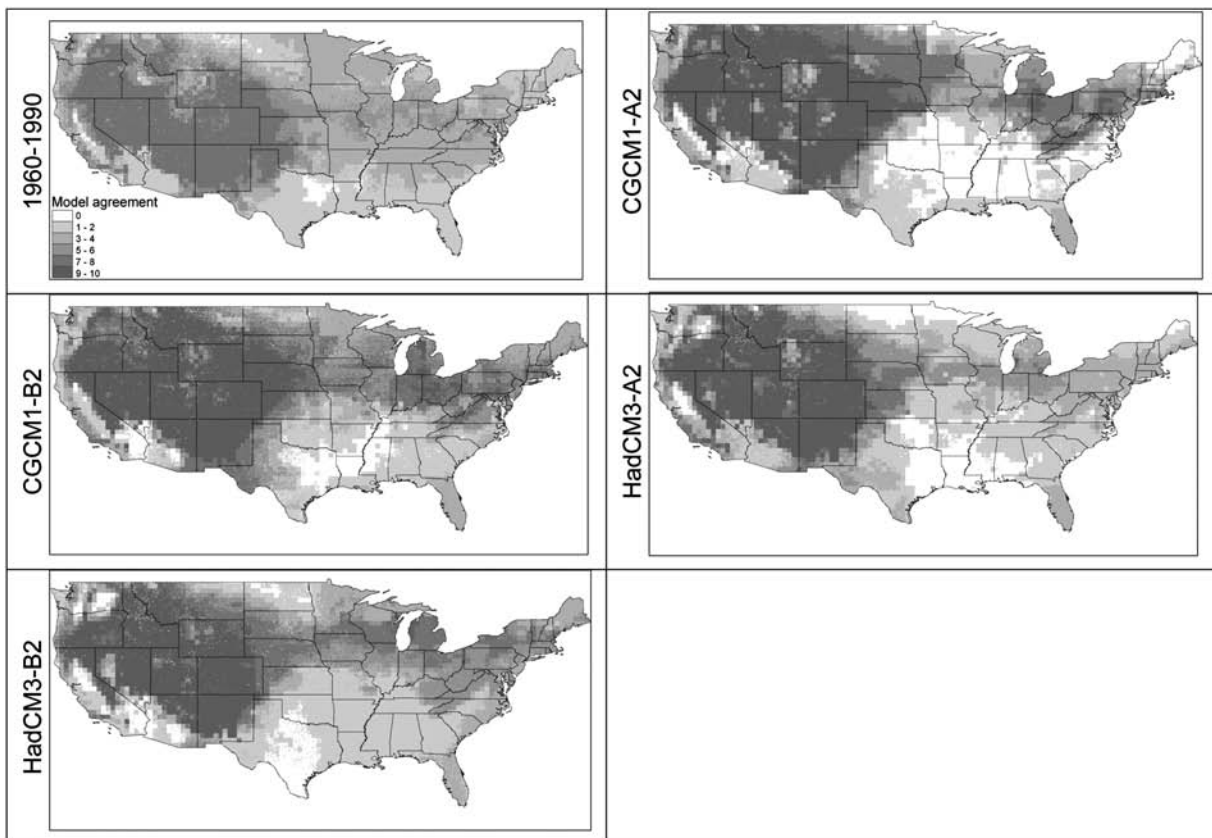 1960-1990
Model agreement
0
1 - 2
3 - 4
5 - 6
7 - 8
9 - 10
CGCM1-A2
CGCM1-B2
HadCM3-A2
HadCM3-B2